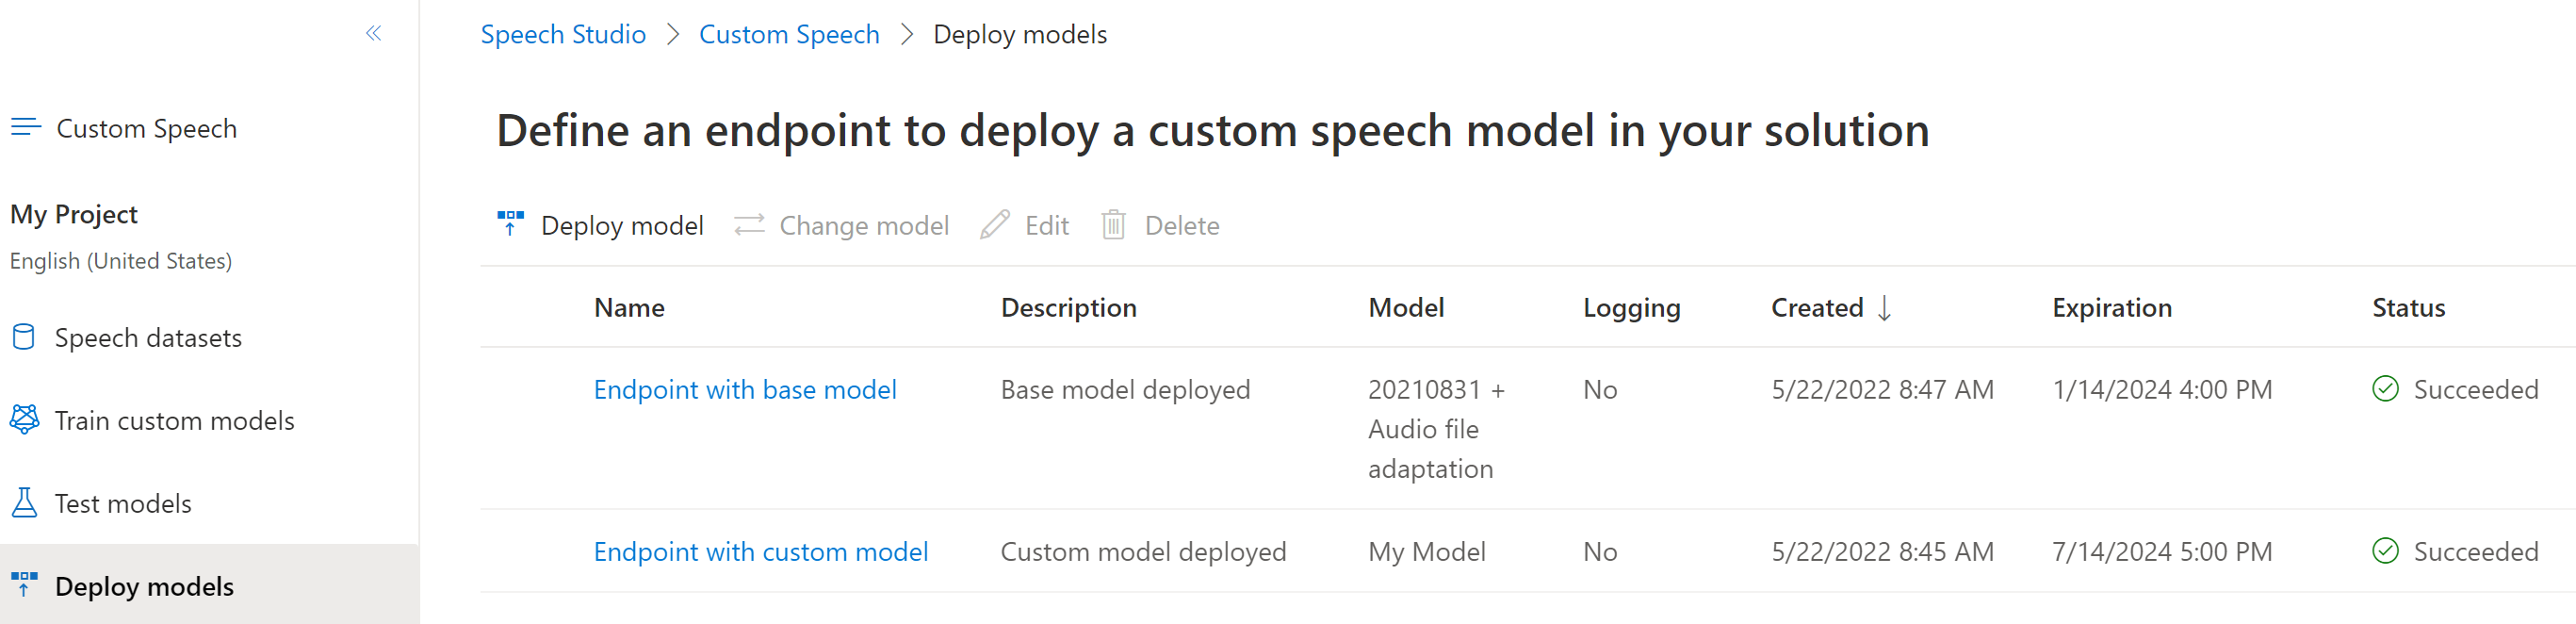 Speech Studio > Custom Speech > Deploy models
Custom Speech
My Project
English (United States)
Speech datasets
Train custom models
Test models
Deploy models
Define an endpoint to deploy a custom speech model in your solution
Deploy model Change model Edit Delete
Name Description Model Logging Created ↓ Expiration Status
Endpoint with base model Base model deployed 20210831 + No 5/22/2022 8:47 AM 1/14/2024 4:00 PM Succeeded
Audio file
adaptation
Endpoint with custom model Custom model deployed My Model No 5/22/2022 8:45 AM 7/14/2024 5:00 PM Succeeded